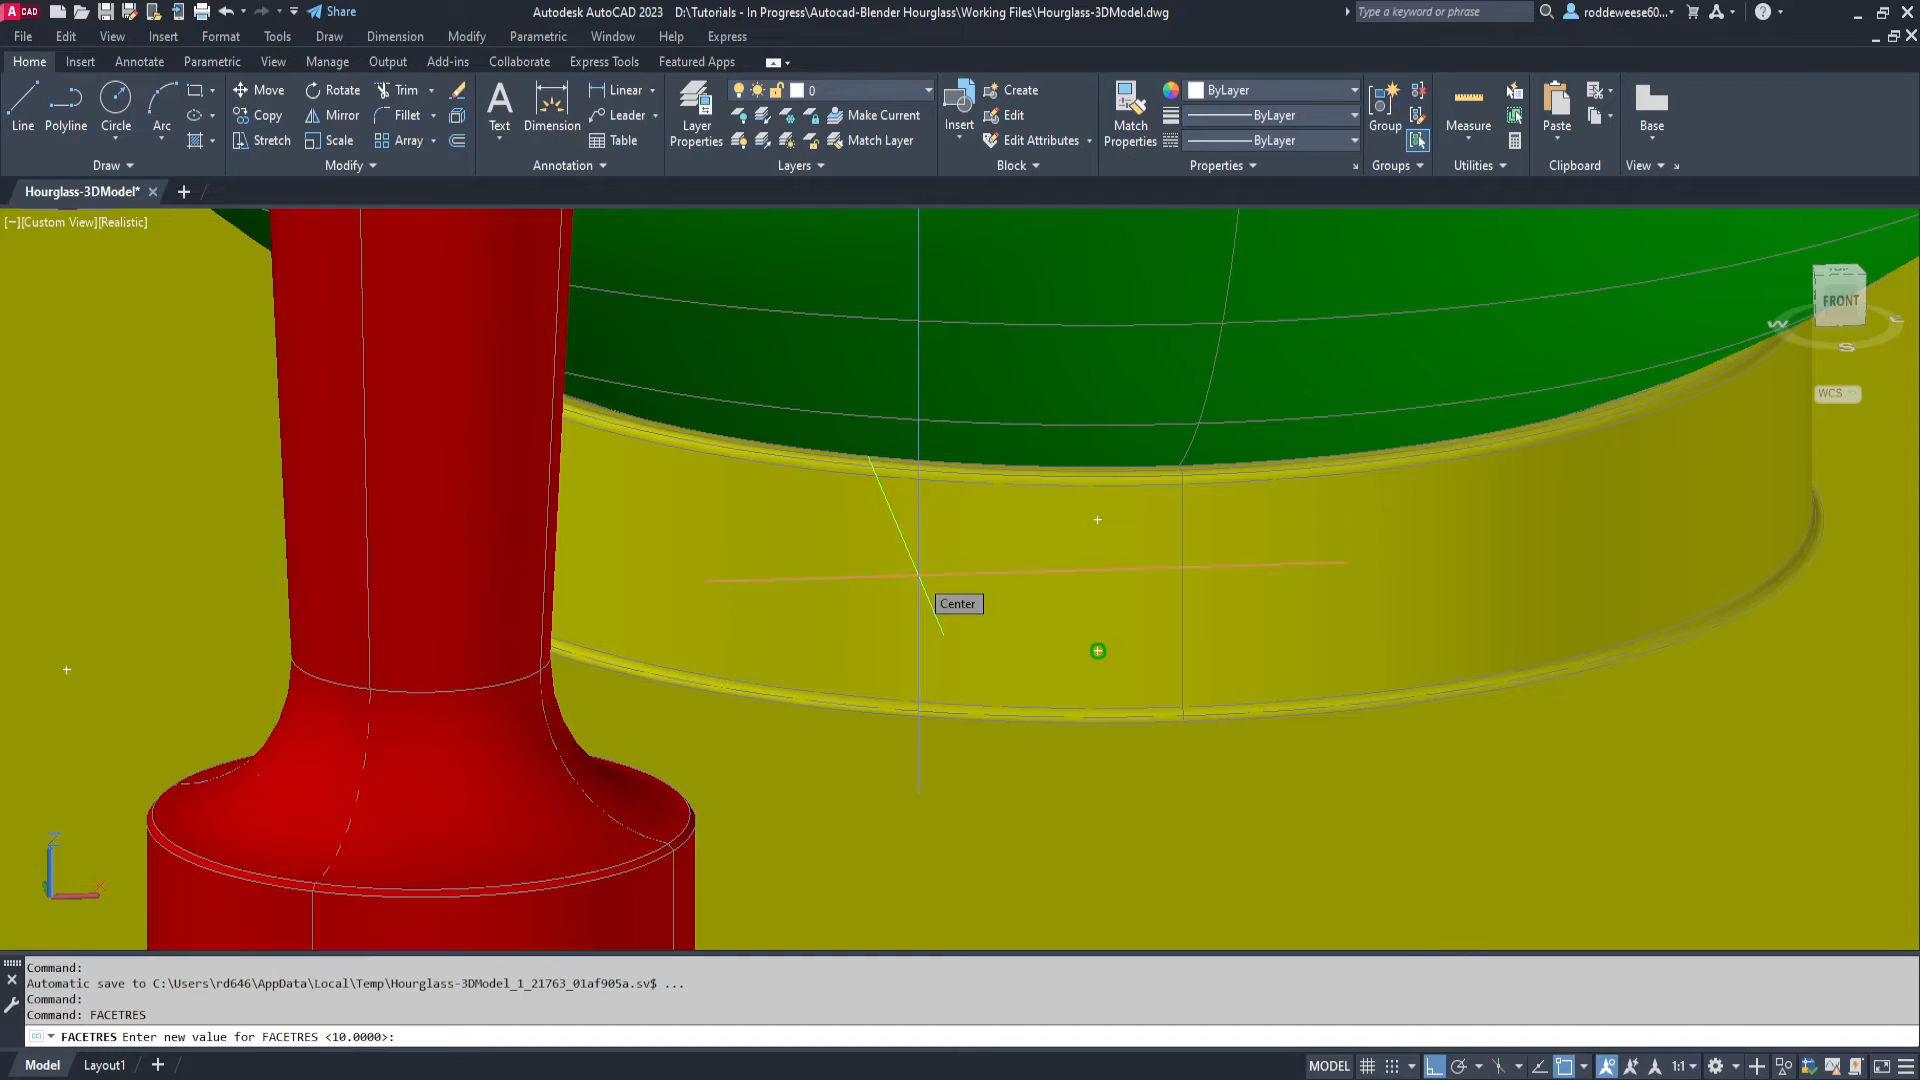 CAD
Share
Autodesk AutoCAD 2023 D:\Tutorials - In Progress\Autocad-Blender Hourglass\Working Files\Hourglass-3DModel.dwg
Type a keyword or phrase
roddeweese60...
File Edit View Insert Format Tools Draw Dimension Modify Parametric Window Help Express
Home Insert Annotate Parametric View Manage Output Add-ins Collaborate Express Tools Featured Apps
Line Polyline Circle Arc
Move Rotate Trim
Copy Mirror Fillet
Stretch Scale Array
Text Dimension
Linear
Leader
Table
Layer Properties
0
Make Current
Match Layer
Insert
Create
Edit
Edit Attributes
Match Properties
ByLayer
ByLayer
ByLayer
Group
Measure
Paste
Base
Draw Modify Annotation Layers Block Properties Groups Utilities Clipboard View
Hourglass-3DModel*
[−][Custom View][Realistic]
TOP
FRONT
W
S
WCS
Center
Z
X
Command:
Automatic save to C:\Users\rd646\AppData\Local\Temp\Hourglass-3DModel_1_21763_01af905a.sv$ ...
Command:
Command: FACETRES
FACETRES Enter new value for FACETRES <10.0000>:
Model Layout1
MODEL 1:1